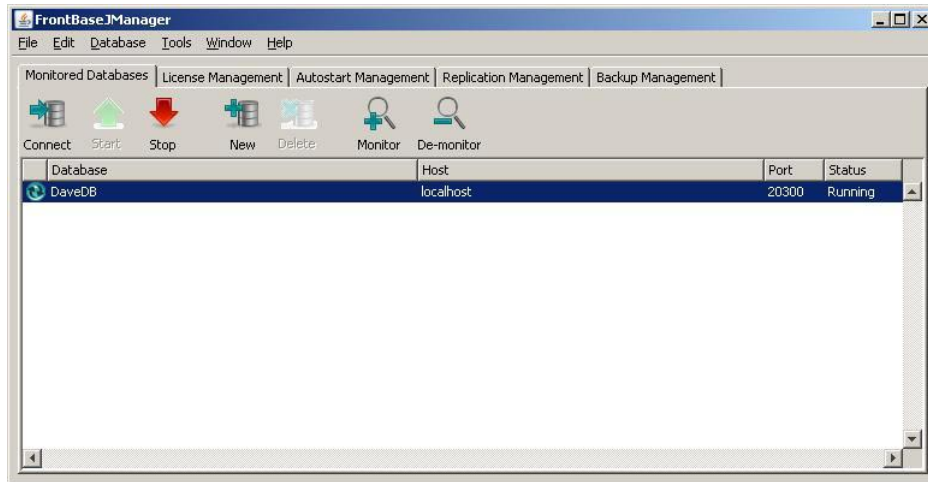 FrontBaseJManager
File Edit Database Tools Window Help
Monitored Databases License Management Autostart Management Replication Management Backup Management
Connect Start Stop New Delete Monitor De-monitor
Database Host Port Status
DaveDB localhost 20300 Running